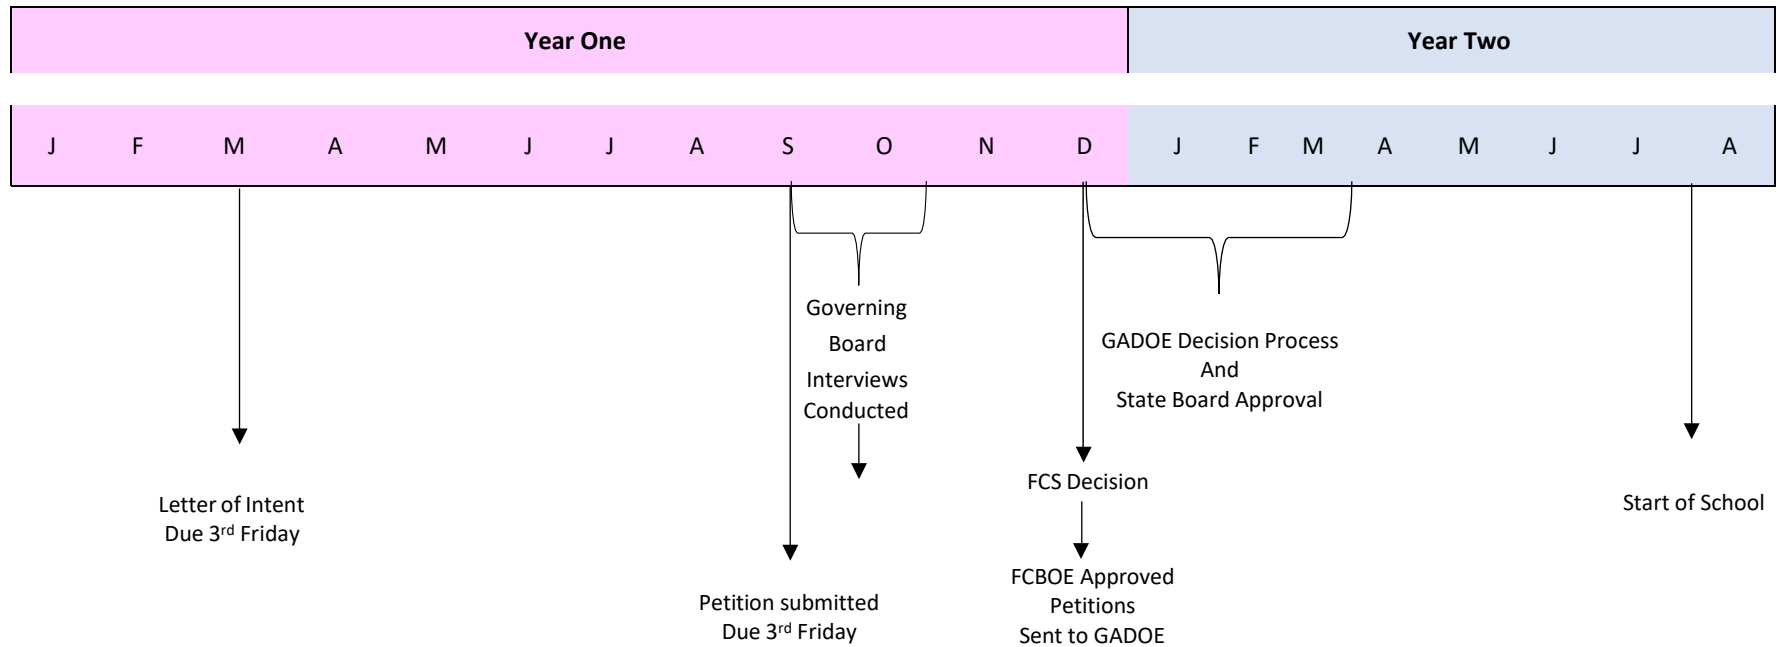 Year One
Year Two
J F M A M J J A S O N D J F M A M J J A
Governing
Board
Interviews
Conducted
GADOE Decision Process
And
State Board Approval
FCS Decision
Letter of Intent
Due 3rd Friday
Start of School
Petition submitted
Due 3rd Friday
FCBOE Approved
Petitions
Sent to GADOE